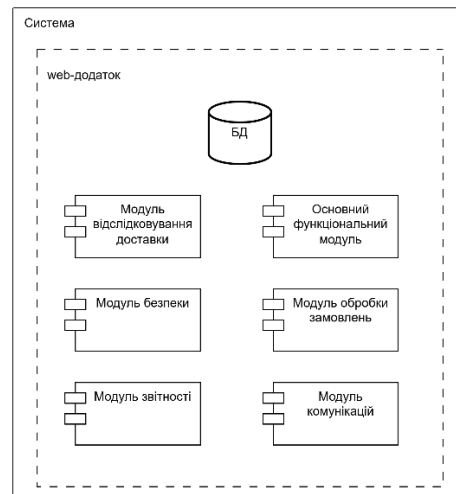 Система
web-додаток
БД
Модуль
відслідковування
доставки
Основний
функціональний
модуль
Модуль безпеки
Модуль обробки
замовлень
Модуль звітності
Модуль
комунікацій